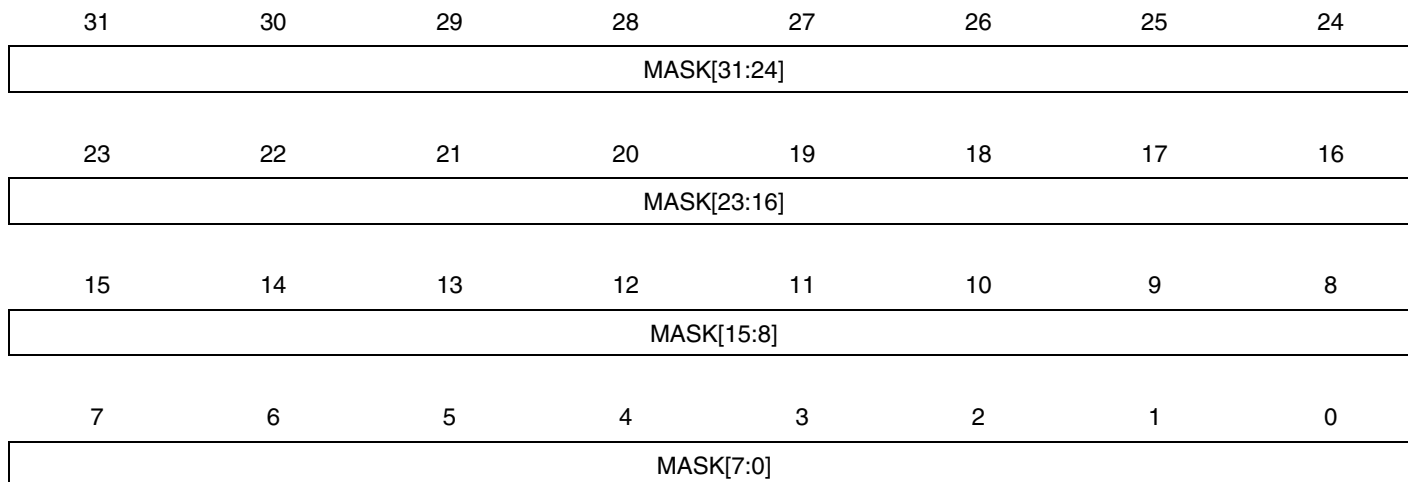 31 30 29 28 27 26 25 24
MASK[31:24]
23 22 21 20 19 18 17 16
MASK[23:16]
15 14 13 12 11 10 9 8
MASK[15:8]
7 6 5 4 3 2 1 0
MASK[7:0]